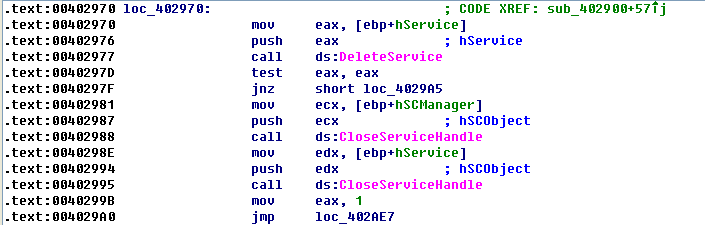 .text:00402970 loc_402970: ; CODE XREF: sub_402900+57↑j
.text:00402970 mov eax, [ebp+hService]
.text:00402976 push eax ; hService
.text:00402977 call ds:DeleteService
.text:0040297D test eax, eax
.text:0040297F jnz short loc_4029A5
.text:00402981 mov ecx, [ebp+hSCManager]
.text:00402987 push ecx ; hSCObject
.text:00402988 call ds:CloseServiceHandle
.text:0040298E mov edx, [ebp+hService]
.text:00402994 push edx ; hSCObject
.text:00402995 call ds:CloseServiceHandle
.text:0040299B mov eax, 1
.text:004029A0 jmp loc_402AE7